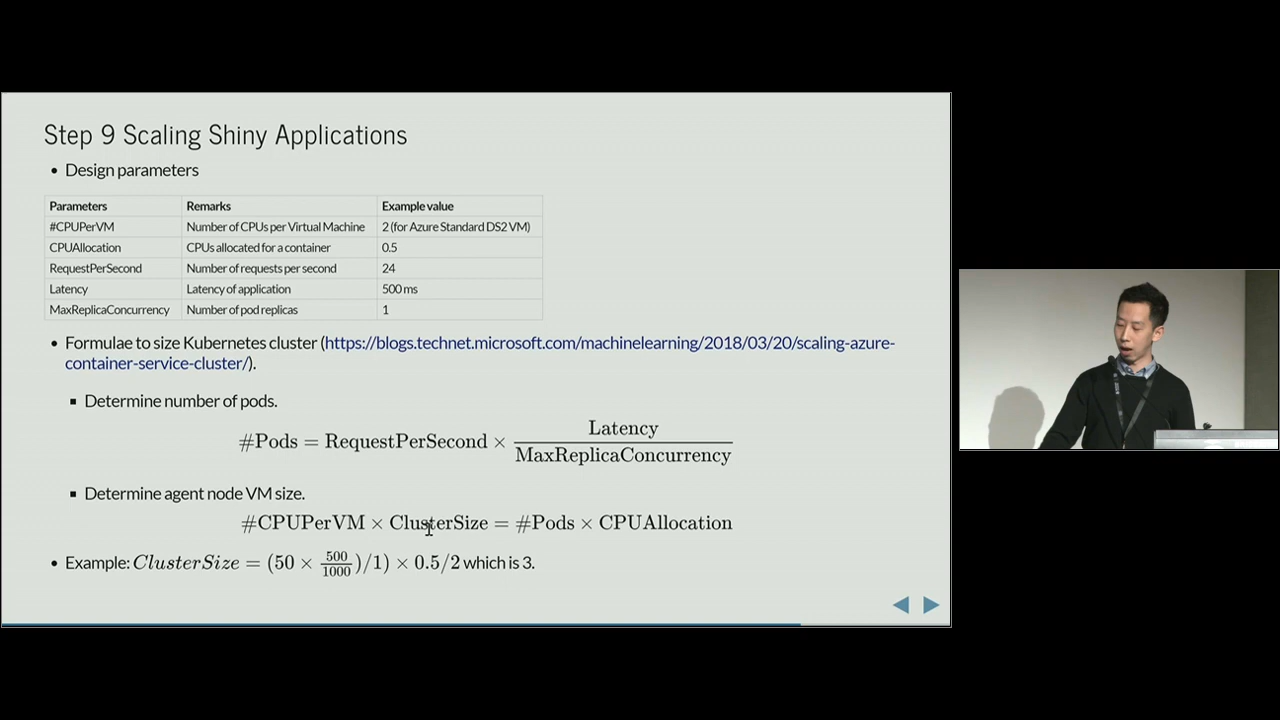 Step 9 Scaling Shiny Applications
• Design parameters
Parameters Remarks Example value
#CPUPerVM Number of CPUs per Virtual Machine 2 (for Azure Standard DS2 VM)
CPUAllocation CPUs allocated for a container 0.5
RequestPerSecond Number of requests per second 24
Latency Latency of application 500 ms
MaxReplicaConcurrency Number of pod replicas 1
• Formulae to size Kubernetes cluster (https://blogs.technet.microsoft.com/machinelearning/2018/03/20/scaling-azure-
container-service-cluster/).
▪ Determine number of pods.
#Pods = RequestPerSecond × Latency / MaxReplicaConcurrency
▪ Determine agent node VM size.
#CPUPerVM × ClusterSize = #Pods × CPUAllocation
• Example: ClusterSize = (50 × 500/1000)/1) × 0.5/2 which is 3.